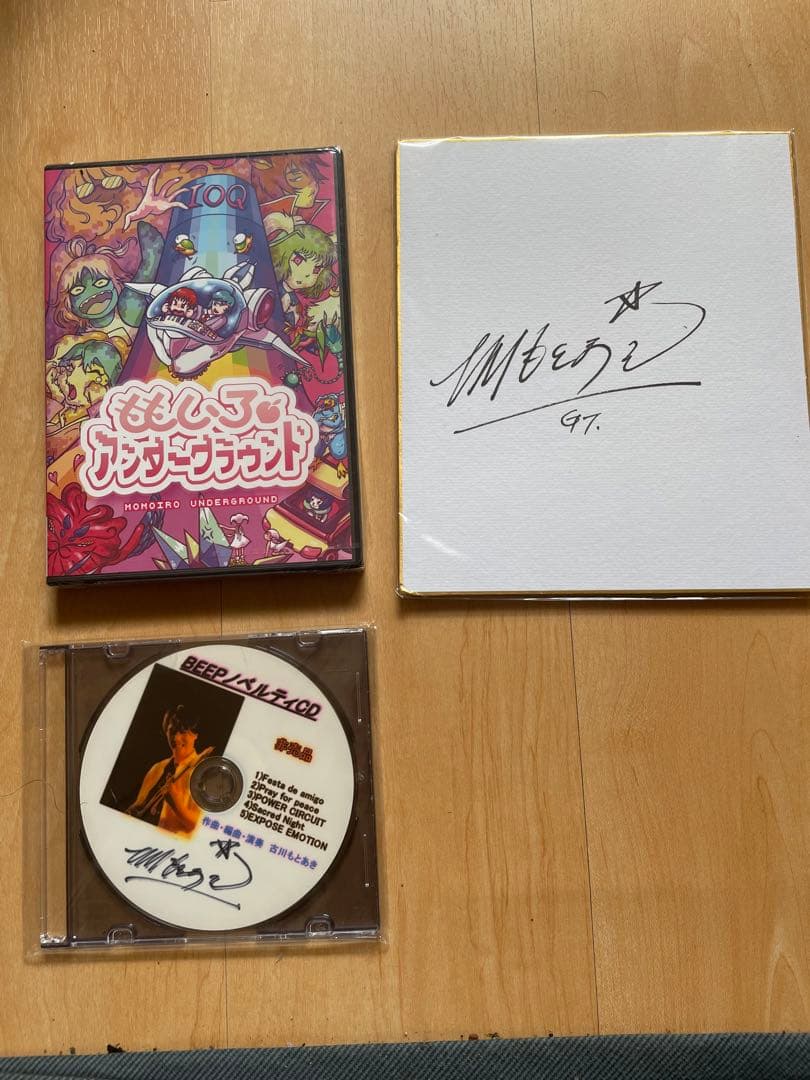 IOQ
ももいろ
アンダーグラウンド
MOMOIRO UNDERGROUND
もとあき
GT.
BEEPノベルティCD
非売品
1)Festa de amigo
2)Pray for peace
3)POWER CIRCUIT
4)Sacred Night
5)EXPOSE EMOTION
作曲・編曲・演奏 古川もとあき
もとあき